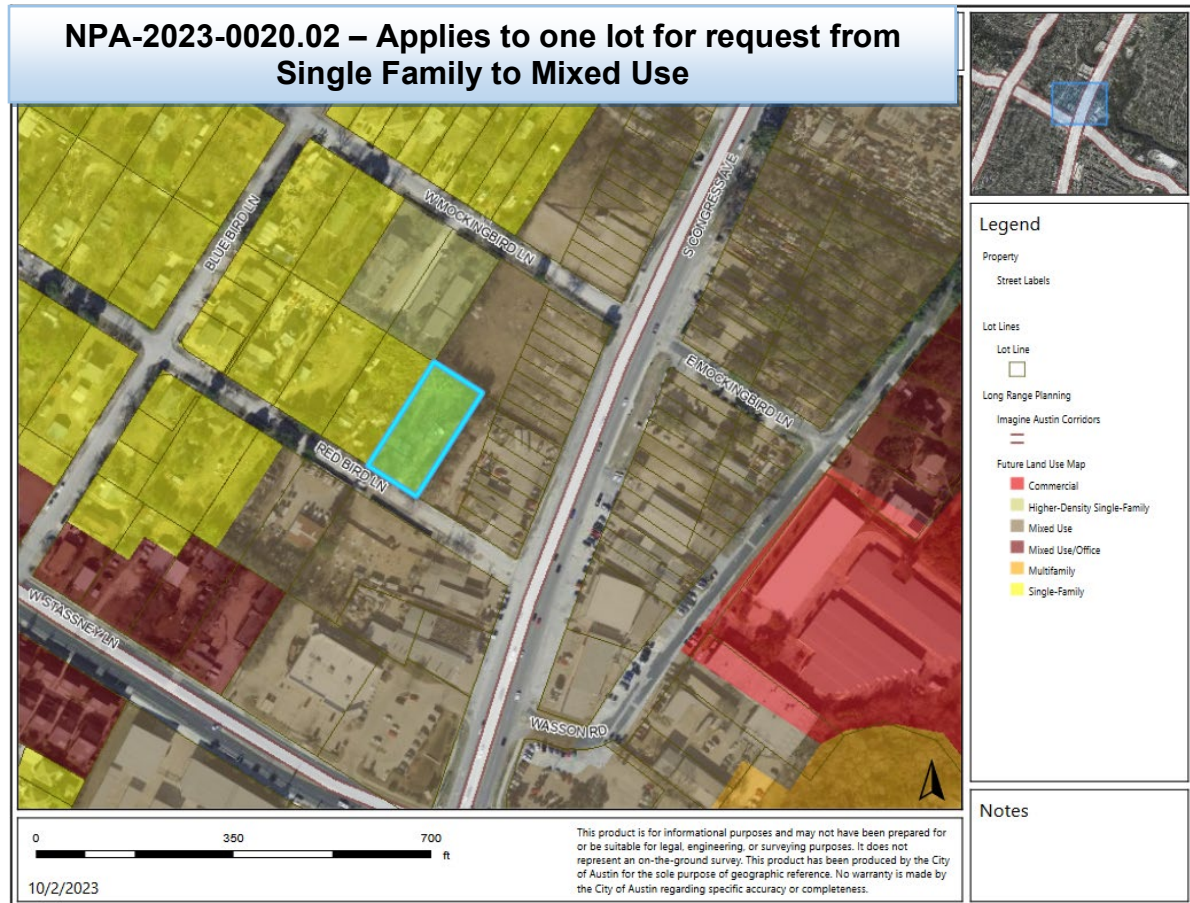 NPA-2023-0020.02 – Applies to one lot for request from
Single Family to Mixed Use
BLUE BIRD LN
W MOCKINGBIRD LN
S CONGRESS AVE
E MOCKINGBIRD LN
RED BIRD LN
W STASSNEY LN
WASSON RD
Legend
Property
Street Labels
Lot Lines
Lot Line
Long Range Planning
Imagine Austin Corridors
Future Land Use Map
Commercial
Higher-Density Single-Family
Mixed Use
Mixed Use/Office
Multifamily
Single-Family
Notes
0 350 700
ft
10/2/2023
This product is for informational purposes and may not have been prepared for
or be suitable for legal, engineering, or surveying purposes. It does not
represent an on-the-ground survey. This product has been produced by the City
of Austin for the sole purpose of geographic reference. No warranty is made by
the City of Austin regarding specific accuracy or completeness.